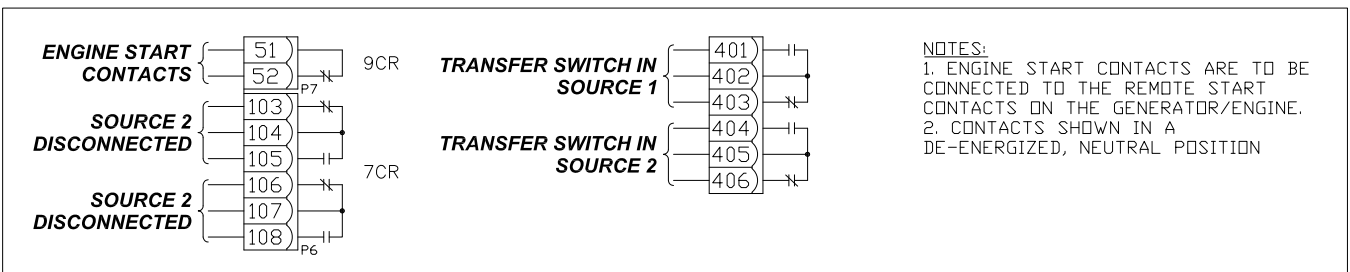 ENGINE START
CONTACTS
51
52
P7
9CR
SOURCE 2
DISCONNECTED
103
104
105
7CR
SOURCE 2
DISCONNECTED
106
107
108
P6
TRANSFER SWITCH IN
SOURCE 1
401
402
403
TRANSFER SWITCH IN
SOURCE 2
404
405
406
NOTES:
1. ENGINE START CONTACTS ARE TO BE
CONNECTED TO THE REMOTE START
CONTACTS ON THE GENERATOR/ENGINE.
2. CONTACTS SHOWN IN A
DE-ENERGIZED, NEUTRAL POSITION